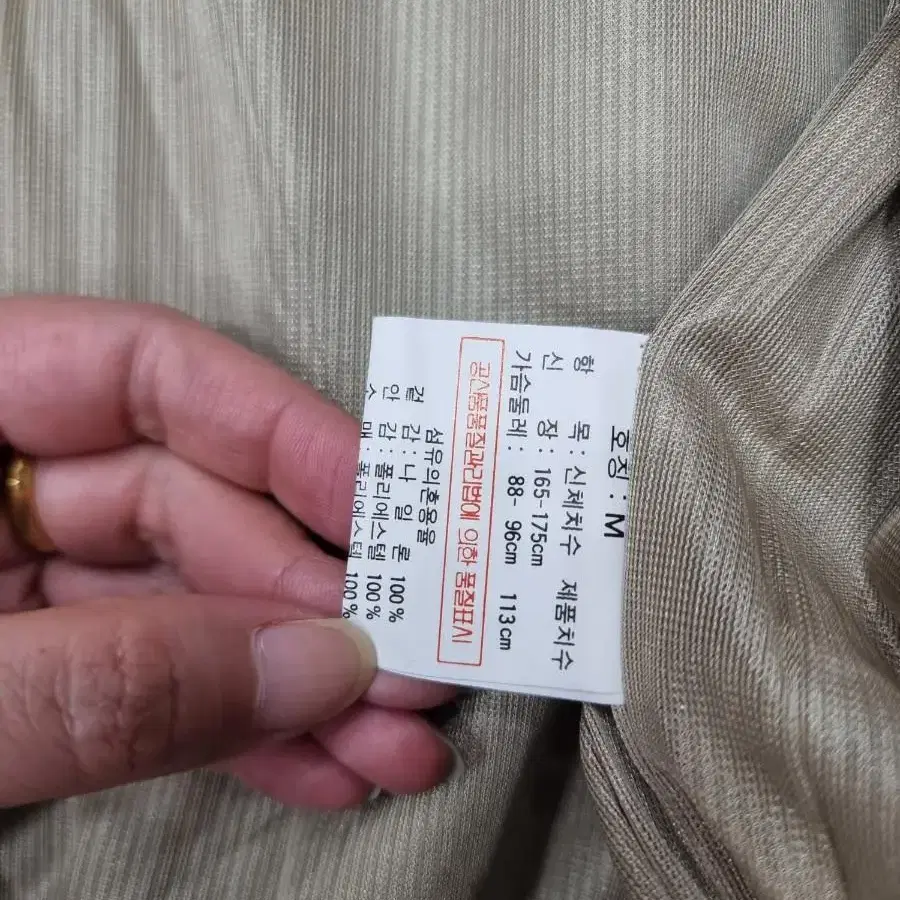 호칭 : M
항 목 : 신체치수 제품치수
신 장 : 165-175cm
가슴둘레 : 88- 96cm 113cm
공산품품질관리법에 의한 품질표시
섬유의혼용율
겉 감 : 나 일 론 100%
안 감 : 폴리에스텔 100%
소 매 : 폴리에스텔 100%